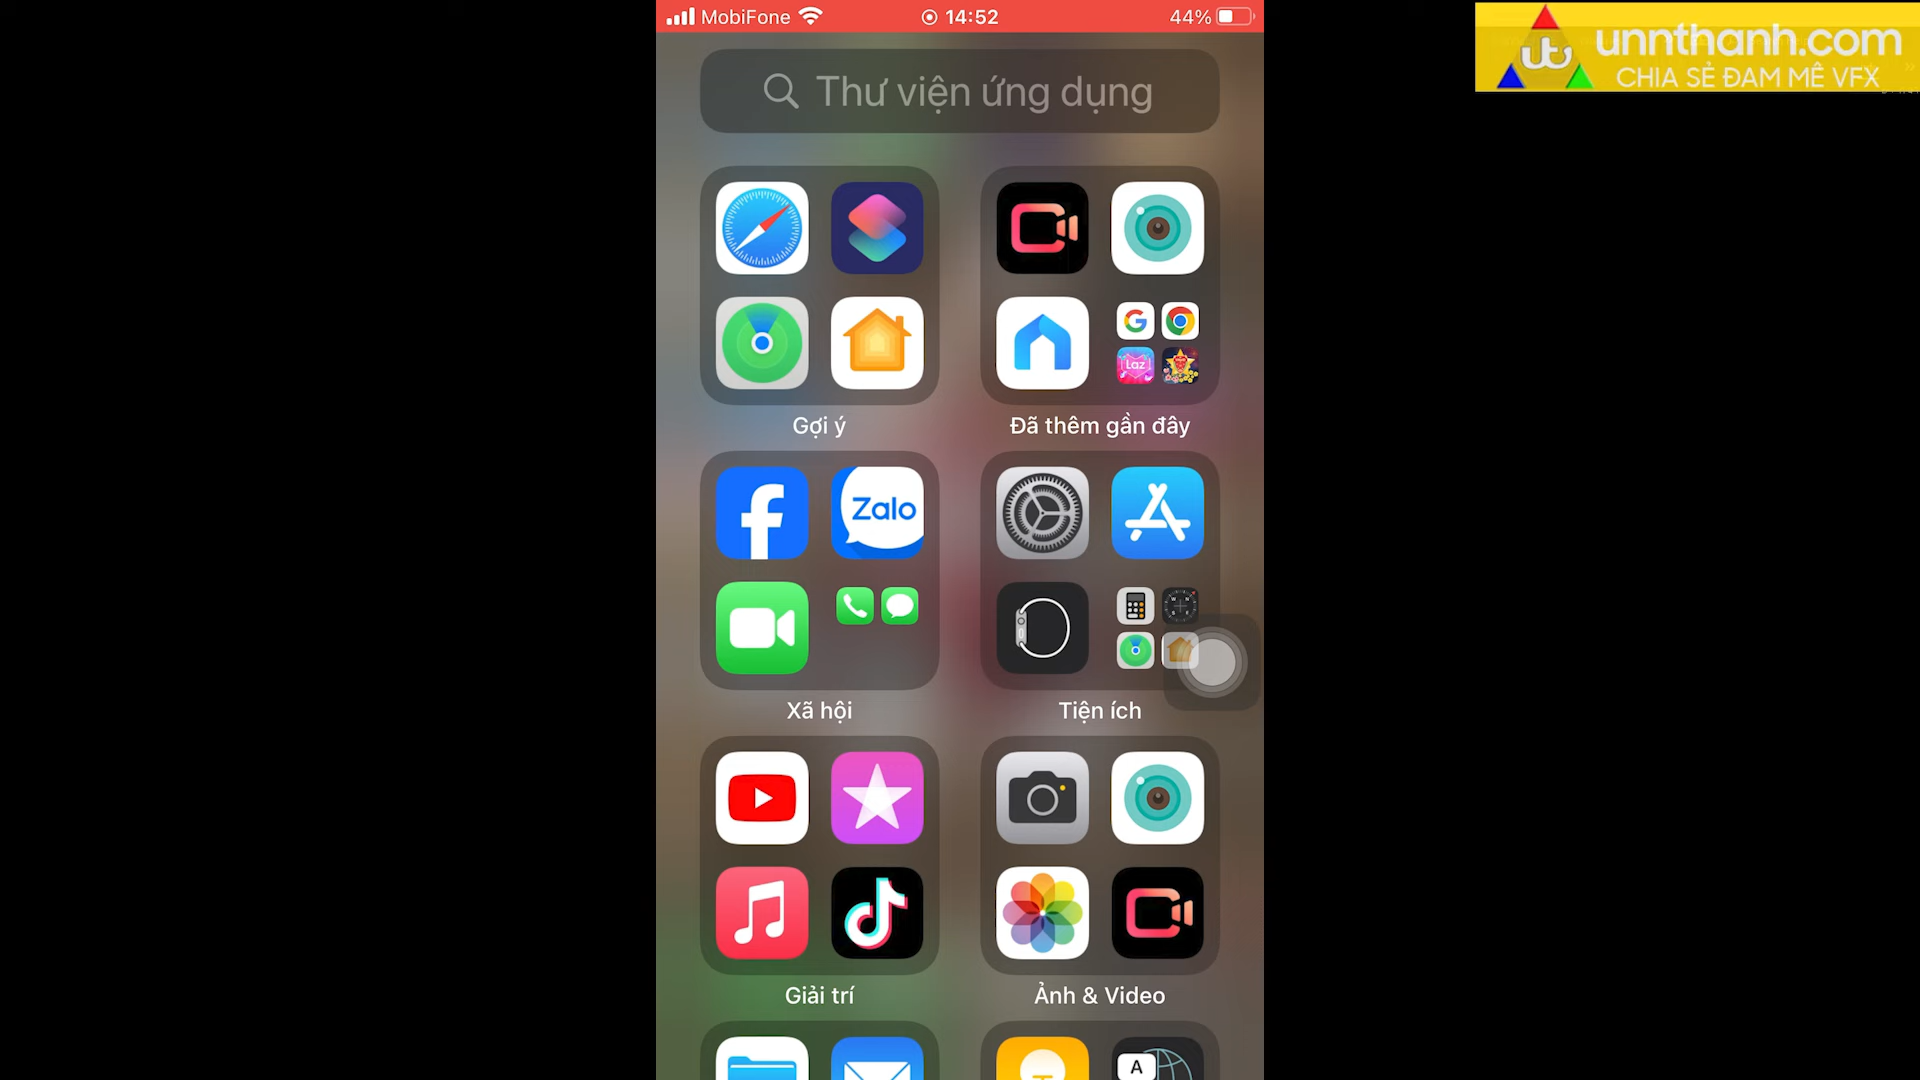 MobiFone
14:52
44%
unnthanh.com
CHIA SẺ ĐAM MÊ VFX
Thư viện ứng dụng
Laz
Gợi ý
Đã thêm gần đây
Zalo
Xã hội
Tiện ích
Giải trí
Ảnh & Video
A